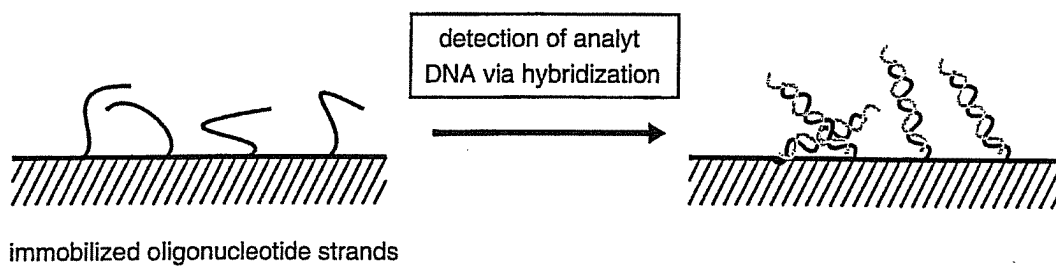 detection of analyt
DNA via hybridization
immobilized oligonucleotide strands